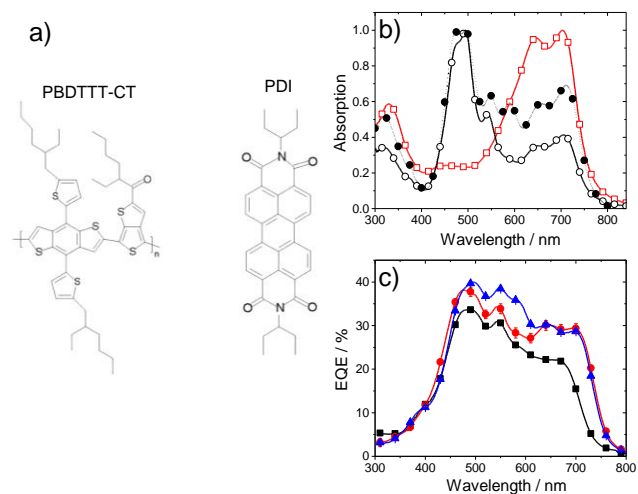 a)
PBDTTT-CT
PDI
O
S
S
S
S
S
S
n
O
N
O
O
N
O
b)
1.0
0.8
0.6
0.4
0.2
0.0
Absorption
300 400 500 600 700 800
Wavelength / nm
c)
50
40
30
20
10
0
EQE / %
300 400 500 600 700 800
Wavelength / nm